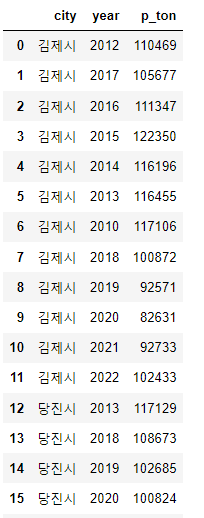 city year p_ton
0 김제시 2012 110469
1 김제시 2017 105677
2 김제시 2016 111347
3 김제시 2015 122350
4 김제시 2014 116196
5 김제시 2013 116455
6 김제시 2010 117106
7 김제시 2018 100872
8 김제시 2019 92571
9 김제시 2020 82631
10 김제시 2021 92733
11 김제시 2022 102433
12 당진시 2013 117129
13 당진시 2018 108673
14 당진시 2019 102685
15 당진시 2020 100824